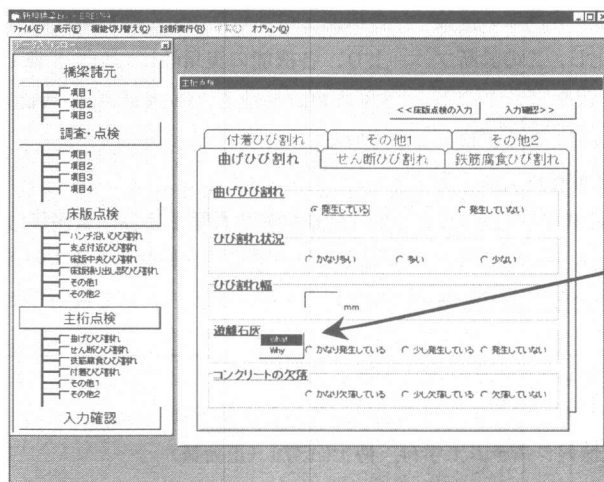 ファイル(F) 表示(E) 機能切り替え(C) 診断実行(R) オプション(O)
橋梁諸元
項目1
項目2
項目3
調査・点検
項目1
項目2
項目3
項目4
床版点検
ハンチ沿いひび割れ
支点付近ひび割れ
床版中央ひび割れ
床版張り出し部ひび割れ
その他1
その他2
主桁点検
曲げひび割れ
せん断ひび割れ
鉄筋腐食ひび割れ
付着ひび割れ
その他1
その他2
入力確認
主桁点検
<<床版点検の入力 入力確認>>
付着ひび割れ その他1 その他2
曲げひび割れ せん断ひび割れ 鉄筋腐食ひび割れ
曲げひび割れ
発生している 発生していない
ひび割れ状況
かなり多い 多い 少ない
ひび割れ幅
mm
遊離石灰
What
Why
かなり発生している 少し発生している 発生していない
コンクリートの欠落
かなり欠落している 少し欠落している 欠落していない